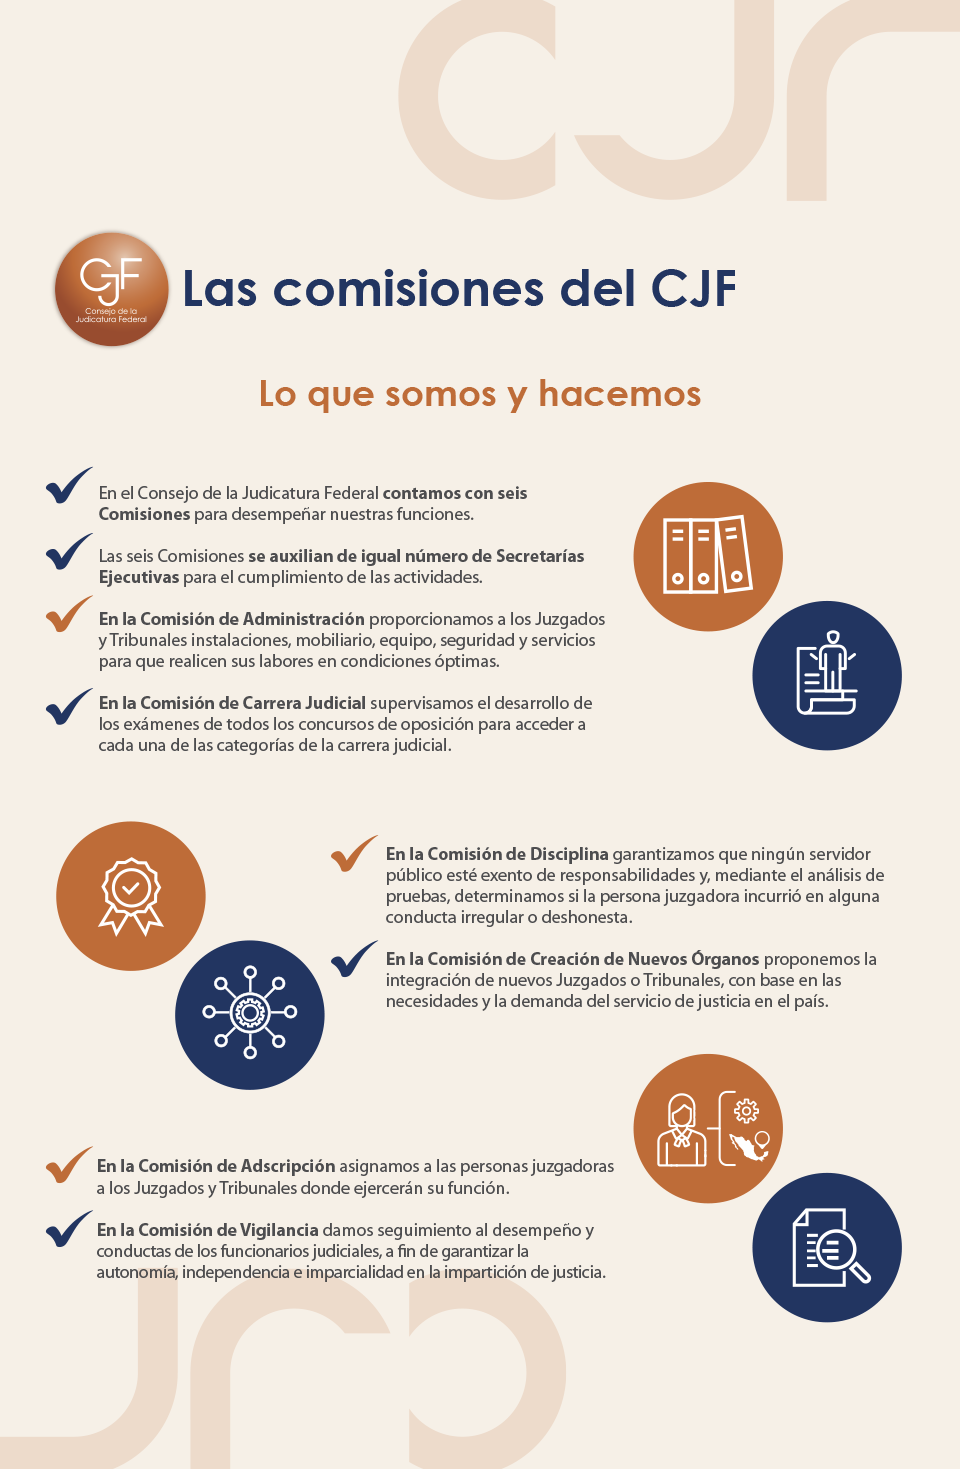 CJF
Consejo de la
Judicatura Federal
Las comisiones del CJF
Lo que somos y hacemos
En el Consejo de la Judicatura Federal contamos con seis
Comisiones para desempeñar nuestras funciones.
Las seis Comisiones se auxilian de igual número de Secretarías
Ejecutivas para el cumplimiento de las actividades.
En la Comisión de Administración proporcionamos a los Juzgados
y Tribunales instalaciones, mobiliario, equipo, seguridad y servicios
para que realicen sus labores en condiciones óptimas.
En la Comisión de Carrera Judicial supervisamos el desarrollo de
los exámenes de todos los concursos de oposición para acceder a
cada una de las categorías de la carrera judicial.
En la Comisión de Disciplina garantizamos que ningún servidor
público esté exento de responsabilidades y, mediante el análisis de
pruebas, determinamos si la persona juzgadora incurrió en alguna
conducta irregular o deshonesta.
En la Comisión de Creación de Nuevos Órganos proponemos la
integración de nuevos Juzgados o Tribunales, con base en las
necesidades y la demanda del servicio de justicia en el país.
En la Comisión de Adscripción asignamos a las personas juzgadoras
a los Juzgados y Tribunales donde ejercerán su función.
En la Comisión de Vigilancia damos seguimiento al desempeño y
conductas de los funcionarios judiciales, a fin de garantizar la
autonomía, independencia e imparcialidad en la impartición de justicia.